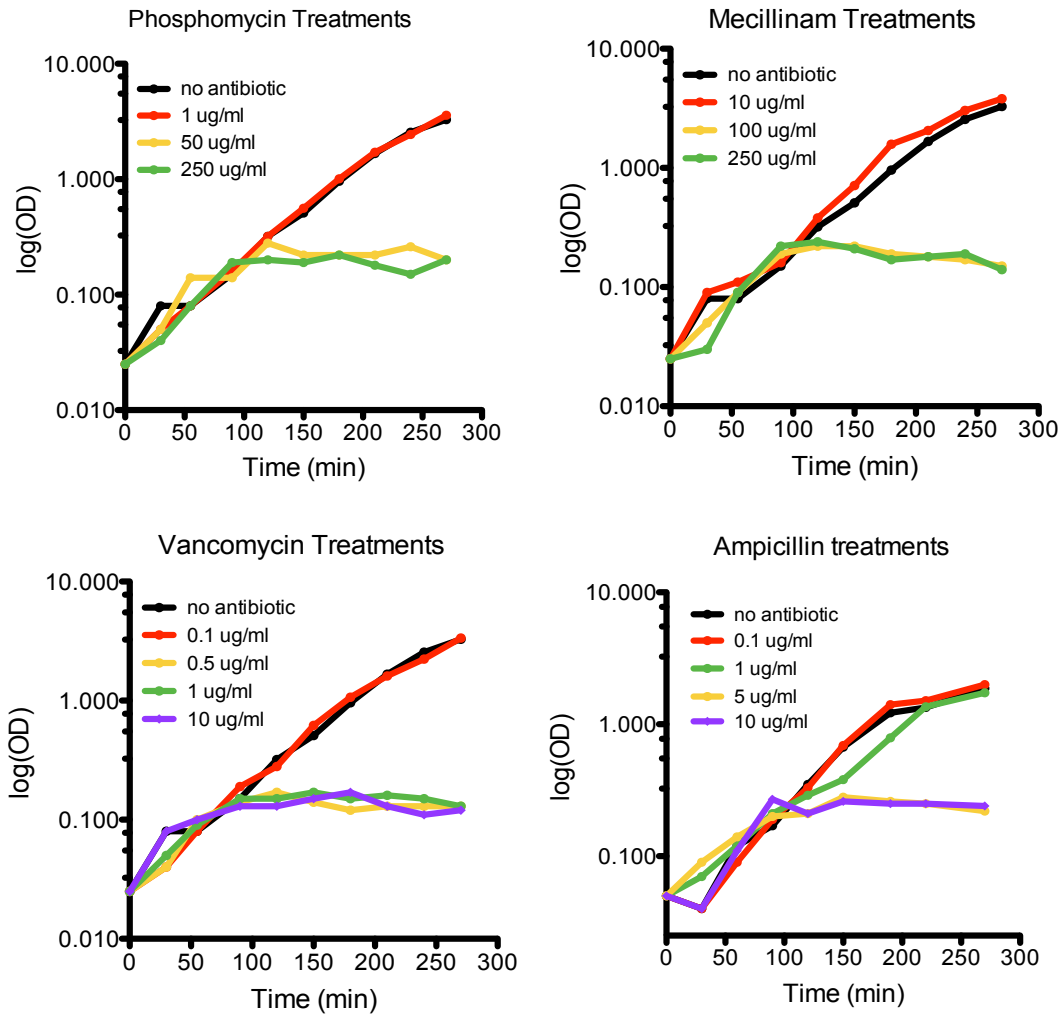 Phosphomycin Treatments
10.000
1.000
0.100
0.010
log(OD)
no antibiotic
1 ug/ml
50 ug/ml
250 ug/ml
0 50 100 150 200 250 300
Time (min)
Mecillinam Treatments
10.000
1.000
0.100
0.010
log(OD)
no antibiotic
10 ug/ml
100 ug/ml
250 ug/ml
0 50 100 150 200 250 300
Time (min)
Vancomycin Treatments
10.000
1.000
0.100
0.010
log(OD)
no antibiotic
0.1 ug/ml
0.5 ug/ml
1 ug/ml
10 ug/ml
0 50 100 150 200 250 300
Time (min)
Ampicillin treatments
10.000
1.000
0.100
log(OD)
no antibiotic
0.1 ug/ml
1 ug/ml
5 ug/ml
10 ug/ml
0 50 100 150 200 250 300
Time (min)